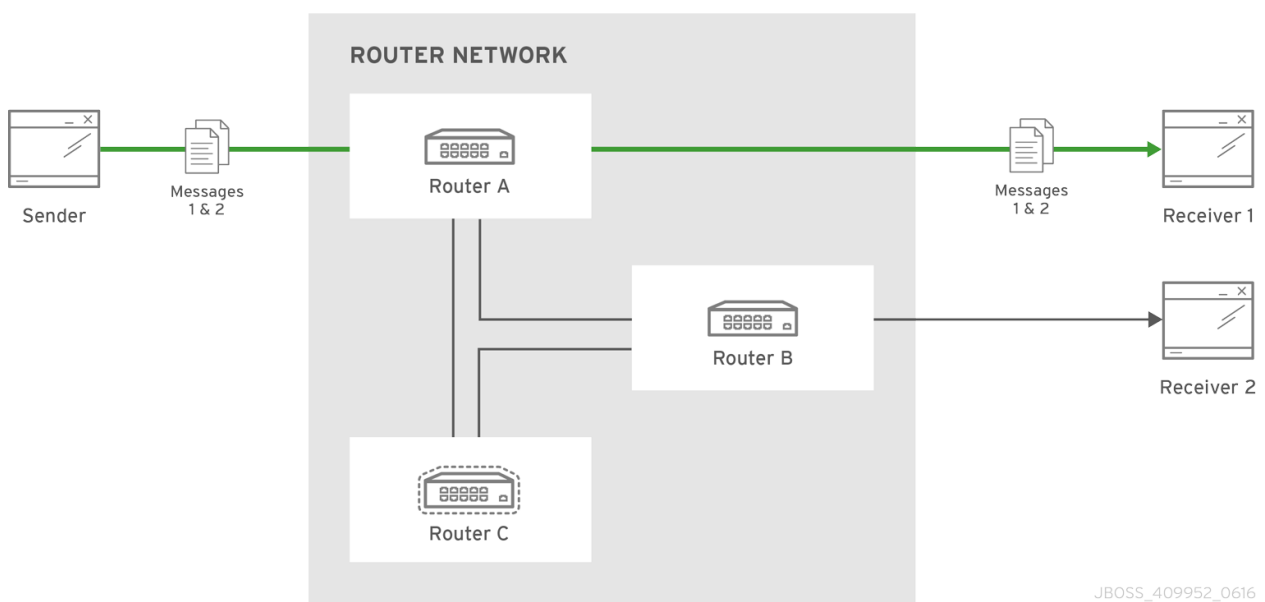 ROUTER NETWORK
Messages
1 & 2
Router A
Messages
1 & 2
Sender
Receiver 1
Router B
Receiver 2
Router C
JBOSS_409952_0616